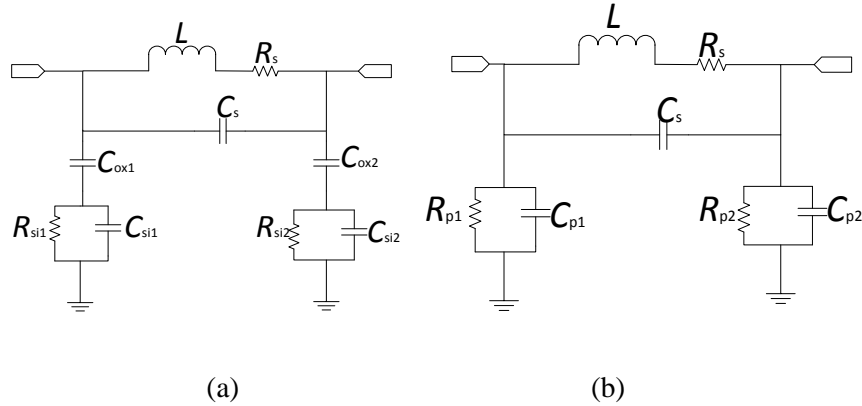 L
Rs
Cs
Cox1
Cox2
Rsi1
Csi1
Rsi2
Csi2
(a)
L
Rs
Cs
Rp1
Cp1
Rp2
Cp2
(b)